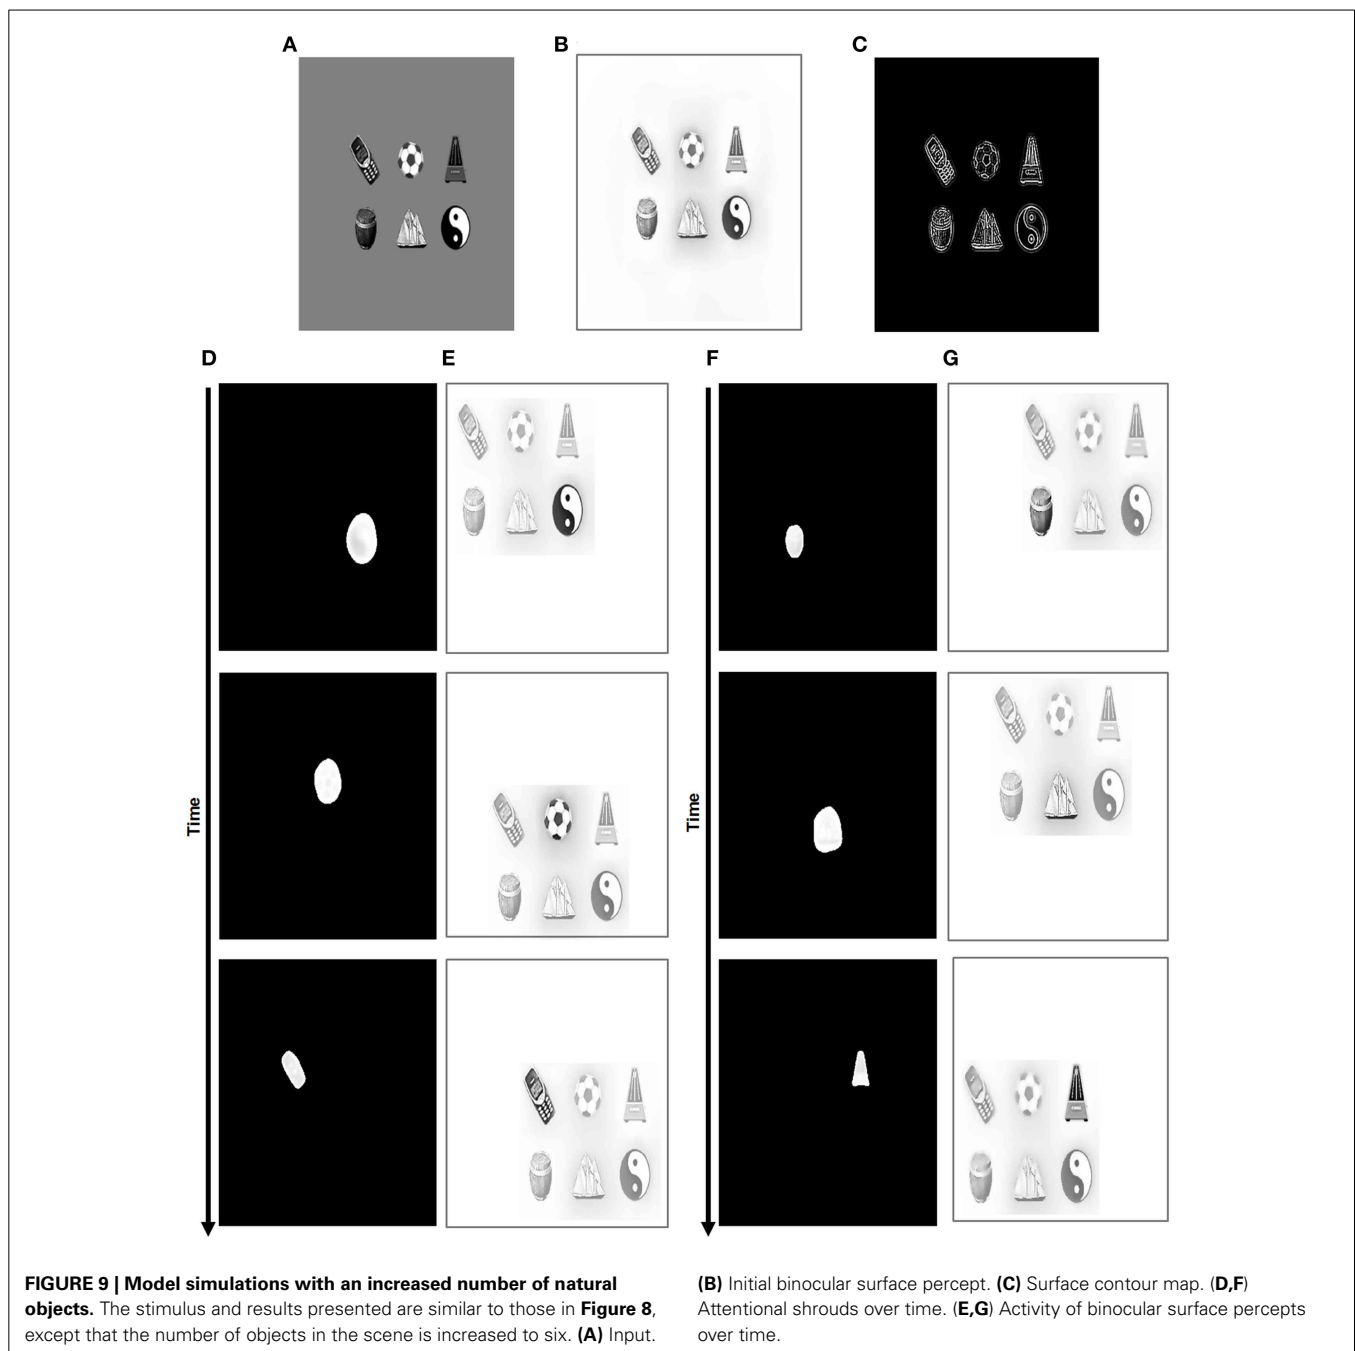 A
B
C
D
E
F
G
Time
Time
FIGURE 9 | Model simulations with an increased number of natural
objects. The stimulus and results presented are similar to those in Figure 8,
except that the number of objects in the scene is increased to six. (A) Input.
(B) Initial binocular surface percept. (C) Surface contour map. (D,F)
Attentional shrouds over time. (E,G) Activity of binocular surface percepts
over time.